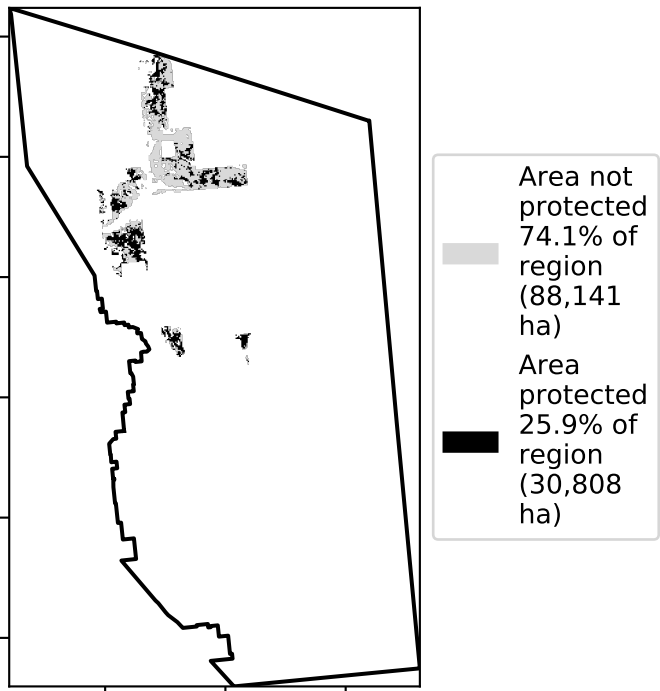 Area not
protected
74.1% of
region
(88,141
ha)
Area
protected
25.9% of
region
(30,808
ha)